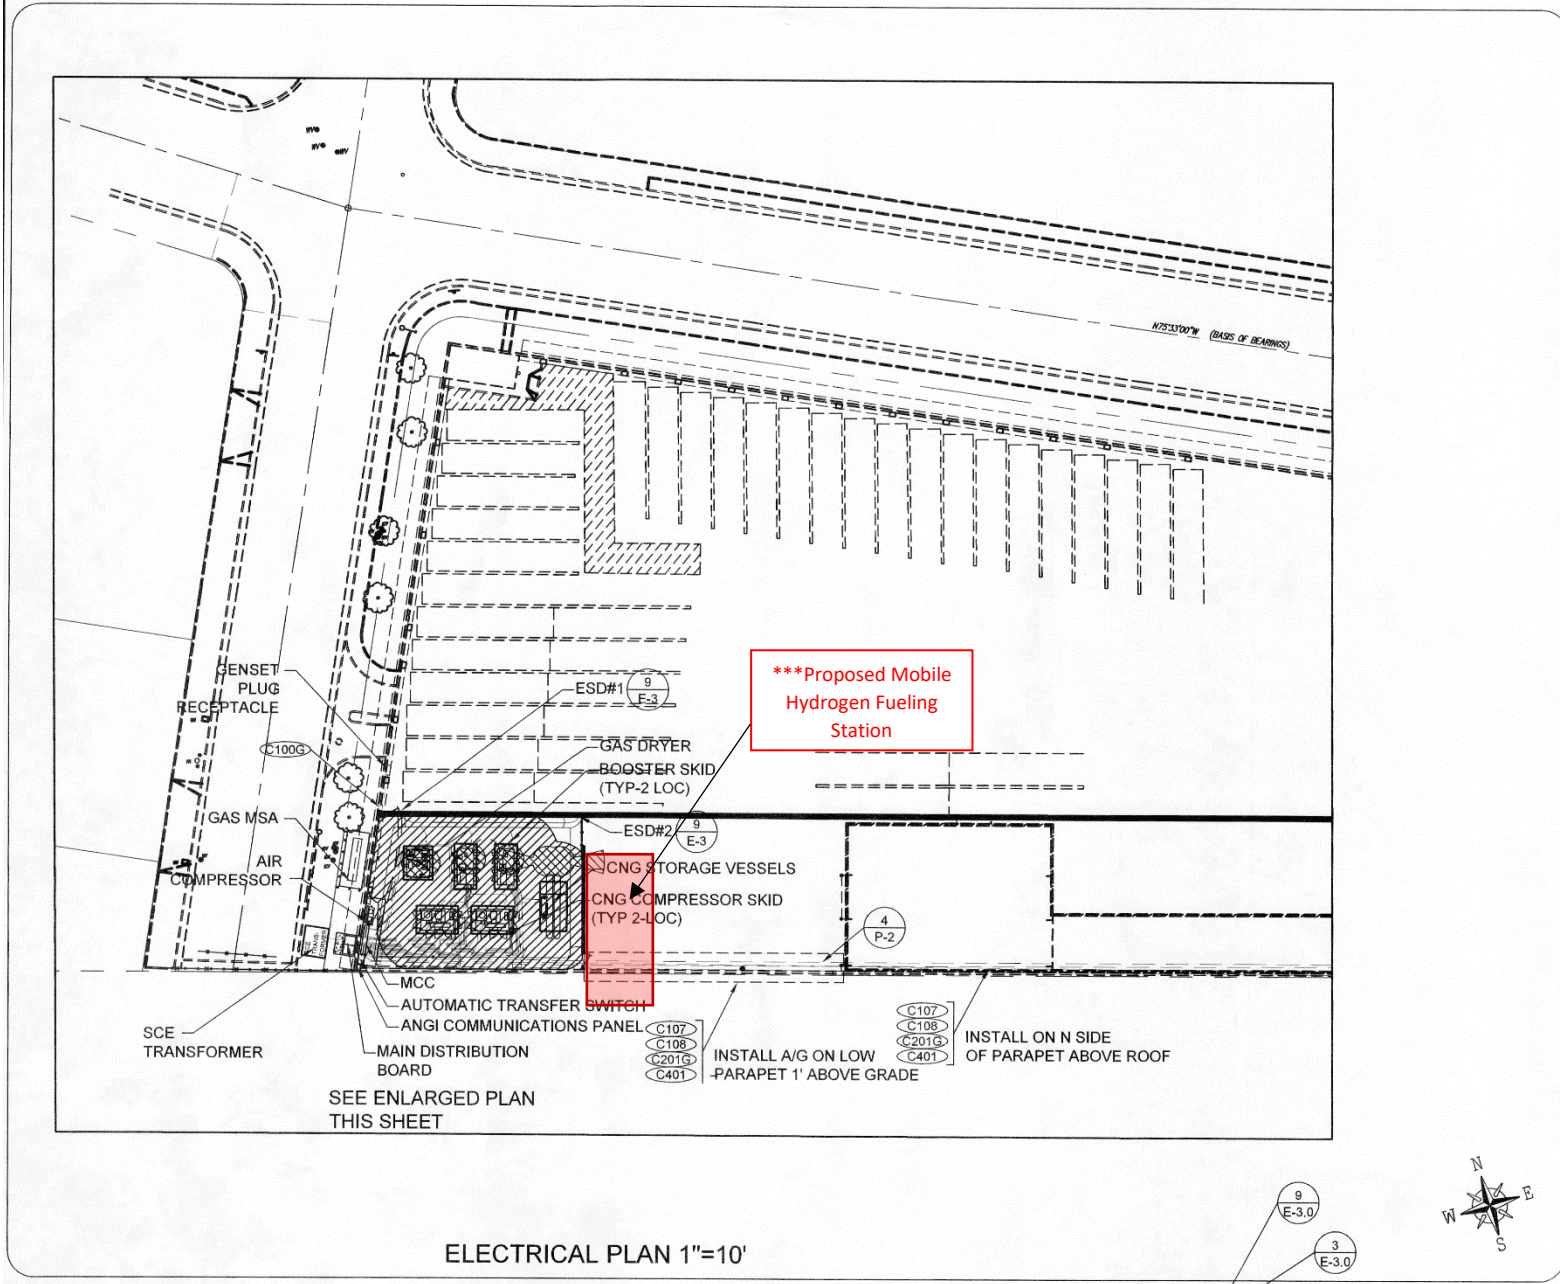 N75°33'00"W (BASIS OF BEARINGS)
GENSET
PLUG
RECEPTACLE
ESD#1
9
E-3
***Proposed Mobile
Hydrogen Fueling
Station
C100G
GAS DRYER
BOOSTER SKID
(TYP-2 LOC)
GAS MSA
ESD#2
9
E-3
AIR
COMPRESSOR
CNG STORAGE VESSELS
CNG COMPRESSOR SKID
(TYP 2-LOC)
4
P-2
SCE
TRANSFORMER
MCC
AUTOMATIC TRANSFER SWITCH
ANGI COMMUNICATIONS PANEL
MAIN DISTRIBUTION
BOARD
C107
C108
C201G
C401
INSTALL A/G ON LOW
PARAPET 1' ABOVE GRADE
C107
C108
C201G
C401
INSTALL ON N SIDE
OF PARAPET ABOVE ROOF
SEE ENLARGED PLAN
THIS SHEET
N
E
W
S
9
E-3.0
3
E-3.0
ELECTRICAL PLAN 1"=10'